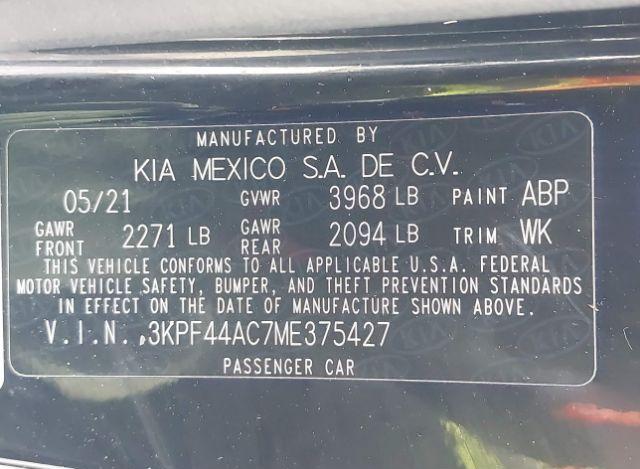 MANUFACTURED BY
KIA MEXICO S.A. DE C.V.
05/21 GVWR 3968 LB PAINT ABP
GAWR FRONT 2271 LB GAWR REAR 2094 LB TRIM WK
THIS VEHICLE CONFORMS TO ALL APPLICABLE U.S.A. FEDERAL
MOTOR VEHICLE SAFETY, BUMPER, AND THEFT PREVENTION STANDARDS
IN EFFECT ON THE DATE OF MANUFACTURE SHOWN ABOVE.
V.I.N. 3KPF44AC7ME375427
PASSENGER CAR